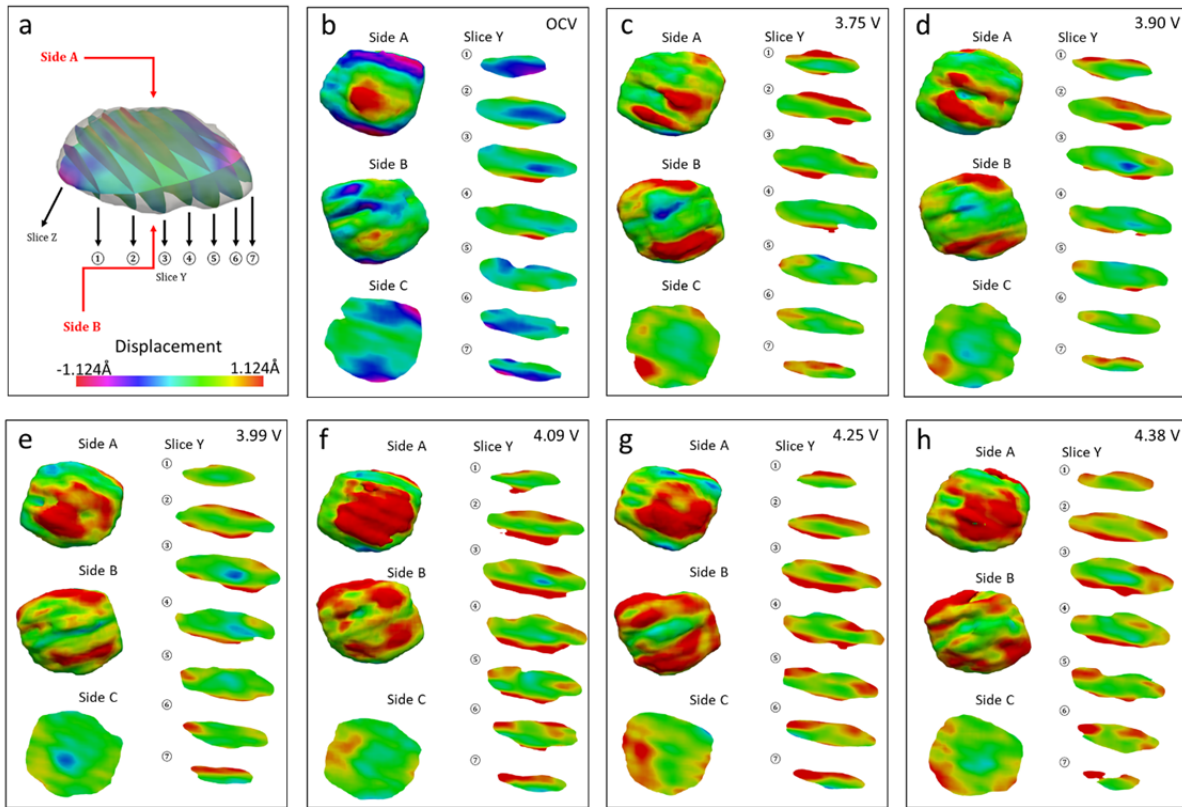 a
Side A
Slice Z
① ② ③ ④ ⑤ ⑥ ⑦
Slice Y
Side B
Displacement
-1.124Å 1.124Å
b OCV
Side A Slice Y
①
②
③
Side B
④
⑤
Side C
⑥
⑦
c 3.75 V
Side A Slice Y
①
②
③
Side B
④
⑤
Side C
⑥
⑦
d 3.90 V
Side A Slice Y
①
②
③
Side B
④
⑤
Side C
⑥
⑦
e 3.99 V
Side A Slice Y
①
②
③
Side B
④
⑤
Side C
⑥
⑦
f 4.09 V
Side A Slice Y
①
②
③
Side B
④
⑤
Side C
⑥
⑦
g 4.25 V
Side A Slice Y
①
②
③
Side B
④
⑤
Side C
⑥
⑦
h 4.38 V
Side A Slice Y
①
②
③
Side B
④
⑤
Side C
⑥
⑦